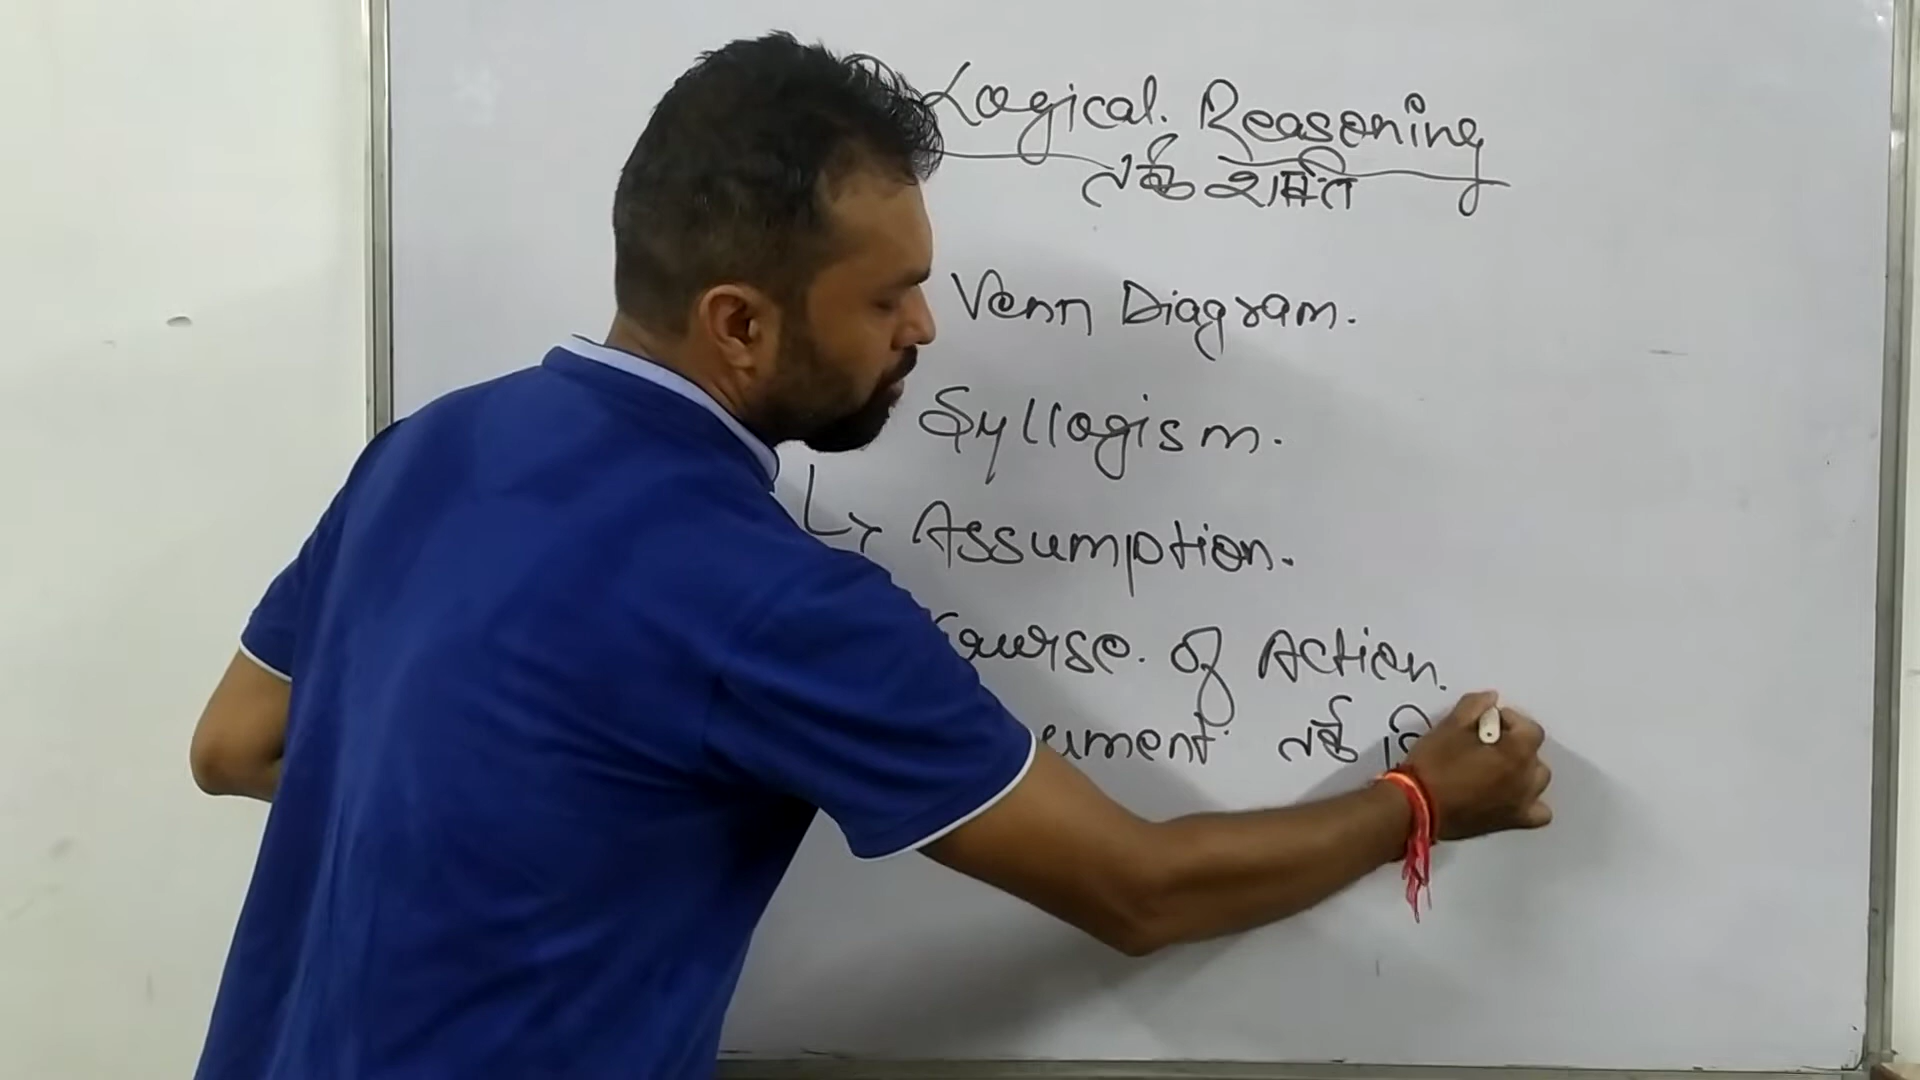 Logical. Reasoning
तर्क शक्ति
Venn Diagram.
Syllogism.
Assumption.
Course. of Action.
ument तर्क